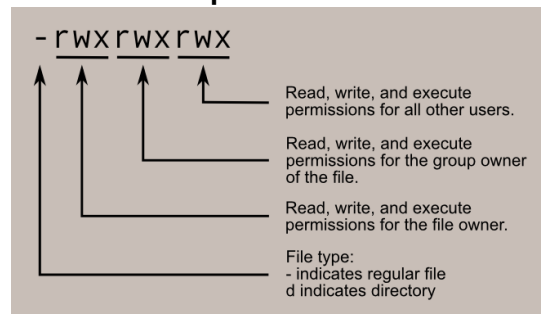 -rwxrwxrwx
Read, write, and execute
permissions for all other users.
Read, write, and execute
permissions for the group owner
of the file.
Read, write, and execute
permissions for the file owner.
File type:
- indicates regular file
d indicates directory